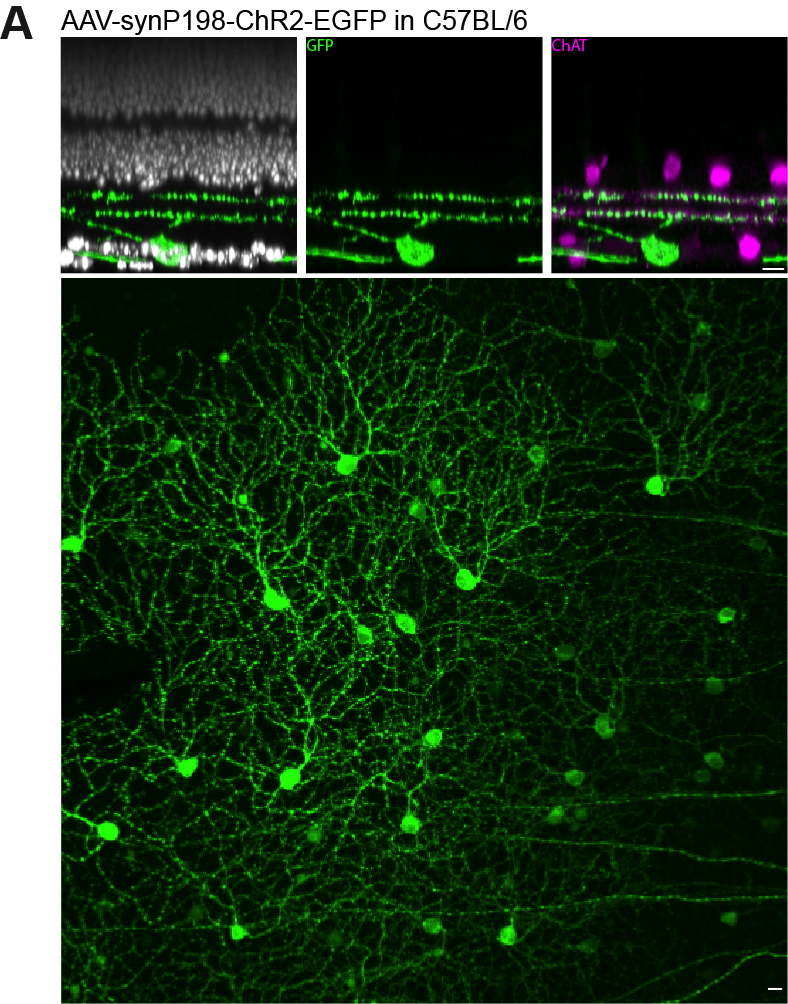 A
AAV-synP198-ChR2-EGFP in C57BL/6
GFP
ChAT